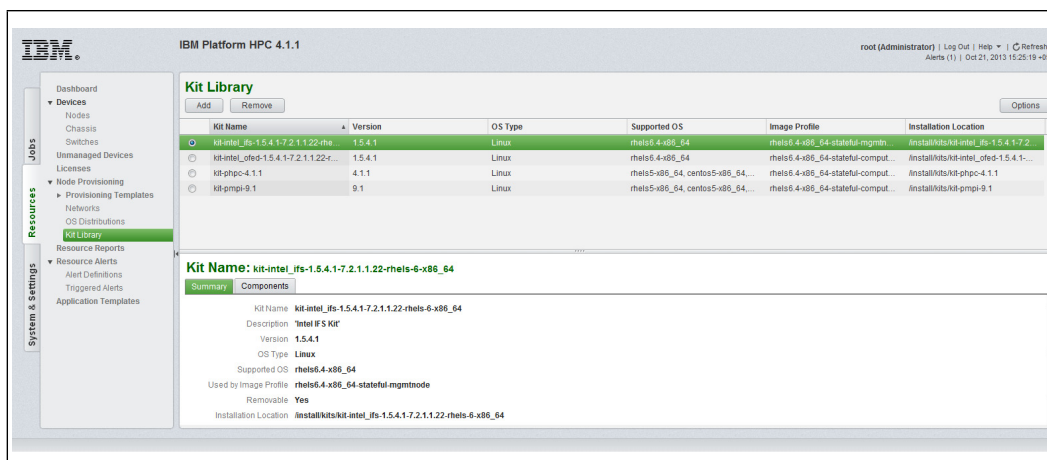 IBM
IBM Platform HPC 4.1.1
root (Administrator) | Log Out | Help | Refresh
Alerts (1) | Oct 21, 2013 15:25:19
Jobs
Resources
System & Settings
Dashboard
Devices
Nodes
Chassis
Switches
Unmanaged Devices
Licenses
Node Provisioning
Provisioning Templates
Networks
OS Distributions
Kit Library
Resource Reports
Resource Alerts
Alert Definitions
Triggered Alerts
Application Templates
Kit Library
Add Remove Options
Kit Name Version OS Type Supported OS Image Profile Installation Location
kit-intel_ifs-1.5.4.1-7.2.1.1.22-rhe... 1.5.4.1 Linux rhels6.4-x86_64 rhels6.4-x86_64-stateful-mgmtn... /install/kits/kit-intel_ifs-1.5.4.1-7.2...
kit-intel_ofed-1.5.4.1-7.2.1.1.22-r... 1.5.4.1 Linux rhels6.4-x86_64 rhels6.4-x86_64-stateful-comput... /install/kits/kit-intel_ofed-1.5.4.1-...
kit-phpc-4.1.1 4.1.1 Linux rhels5-x86_64, centos5-x86_64,... rhels6.4-x86_64-stateful-comput... /install/kits/kit-phpc-4.1.1
kit-pmpi-9.1 9.1 Linux rhels5-x86_64, centos5-x86_64,... rhels6.4-x86_64-stateful-comput... /install/kits/kit-pmpi-9.1
Kit Name: kit-intel_ifs-1.5.4.1-7.2.1.1.22-rhels-6-x86_64
Summary Components
Kit Name kit-intel_ifs-1.5.4.1-7.2.1.1.22-rhels-6-x86_64
Description 'Intel IFS Kit'
Version 1.5.4.1
OS Type Linux
Supported OS rhels6.4-x86_64
Used by Image Profile rhels6.4-x86_64-stateful-mgmtnode
Removable Yes
Installation Location /install/kits/kit-intel_ifs-1.5.4.1-7.2.1.1.22-rhels-6-x86_64